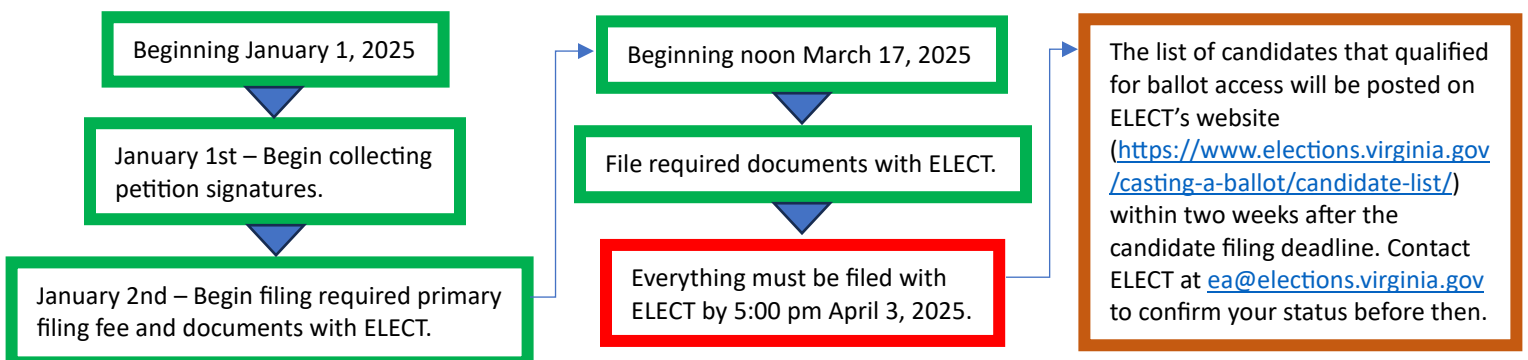 Beginning January 1, 2025
January 1st – Begin collecting
petition signatures.
January 2nd – Begin filing required primary
filing fee and documents with ELECT.
Beginning noon March 17, 2025
File required documents with ELECT.
Everything must be filed with
ELECT by 5:00 pm April 3, 2025.
The list of candidates that qualified
for ballot access will be posted on
ELECT’s website
(https://www.elections.virginia.gov
/casting-a-ballot/candidate-list/)
within two weeks after the
candidate filing deadline. Contact
ELECT at ea@elections.virginia.gov
to confirm your status before then.